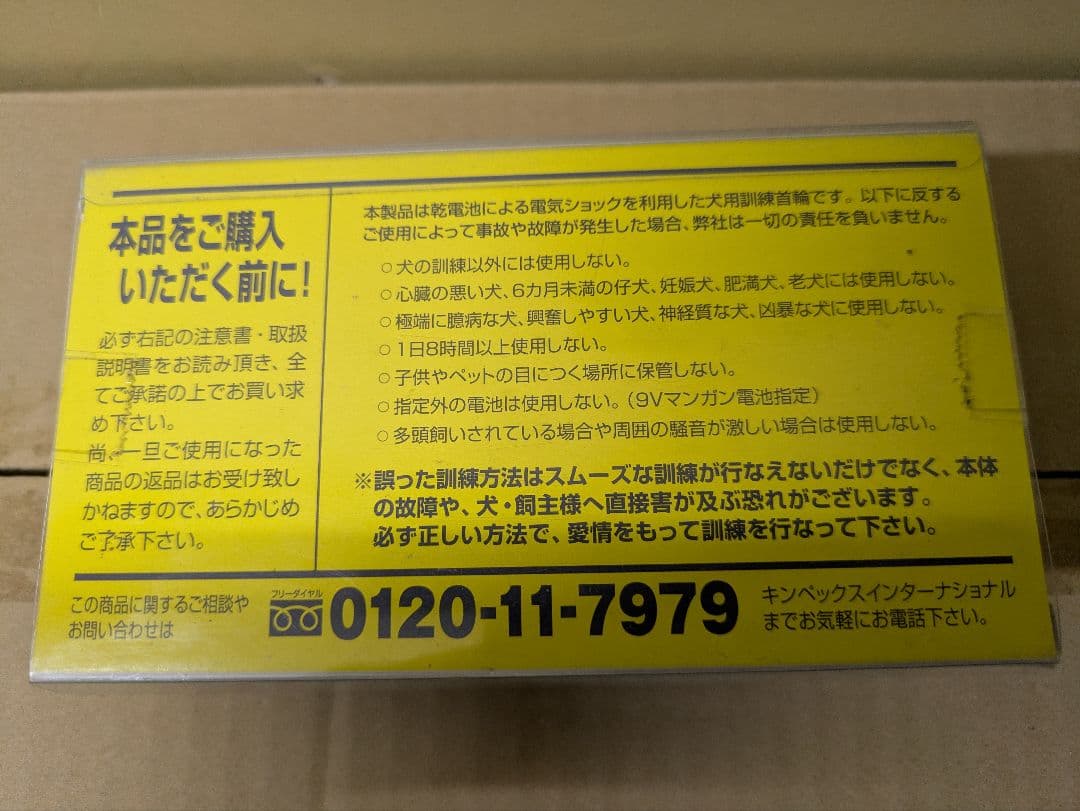 本品をご購入
いただく前に!
必ず右記の注意書・取扱
説明書をお読み頂き、全
てご承諾の上でお買い求
め下さい。
尚、一旦ご使用になった
商品の返品はお受け致し
かねますので、あらかじめ
ご了承下さい。
本製品は乾電池による電気ショックを利用した犬用訓練首輪です。以下に反する
ご使用によって事故や故障が発生した場合、弊社は一切の責任を負いません。
○犬の訓練以外には使用しない。
○心臓の悪い犬、6カ月未満の仔犬、妊娠犬、肥満犬、老犬には使用しない。
○極端に臆病な犬、興奮しやすい犬、神経質な犬、凶暴な犬に使用しない。
○1日8時間以上使用しない。
○子供やペットの目につく場所に保管しない。
○指定外の電池は使用しない。(9Vマンガン電池指定)
○多頭飼いされている場合や周囲の騒音が激しい場合は使用しない。
※誤った訓練方法はスムーズな訓練が行なえないだけでなく、本体
の故障や、犬・飼主様へ直接害が及ぶ恐れがございます。
必ず正しい方法で、愛情をもって訓練を行なって下さい。
この商品に関するご相談や
お問い合わせは
フリーダイヤル
0120-11-7979
キンペックスインターナショナル
までお気軽にお電話下さい。